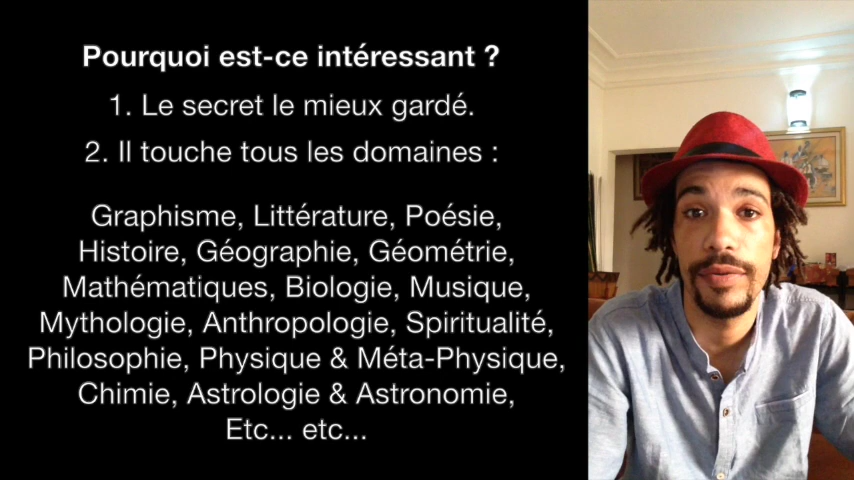 Pourquoi est-ce intéressant ?
1. Le secret le mieux gardé.
2. Il touche tous les domaines :
Graphisme, Littérature, Poésie,
Histoire, Géographie, Géométrie,
Mathématiques, Biologie, Musique,
Mythologie, Anthropologie, Spiritualité,
Philosophie, Physique & Méta-Physique,
Chimie, Astrologie & Astronomie,
Etc... etc...